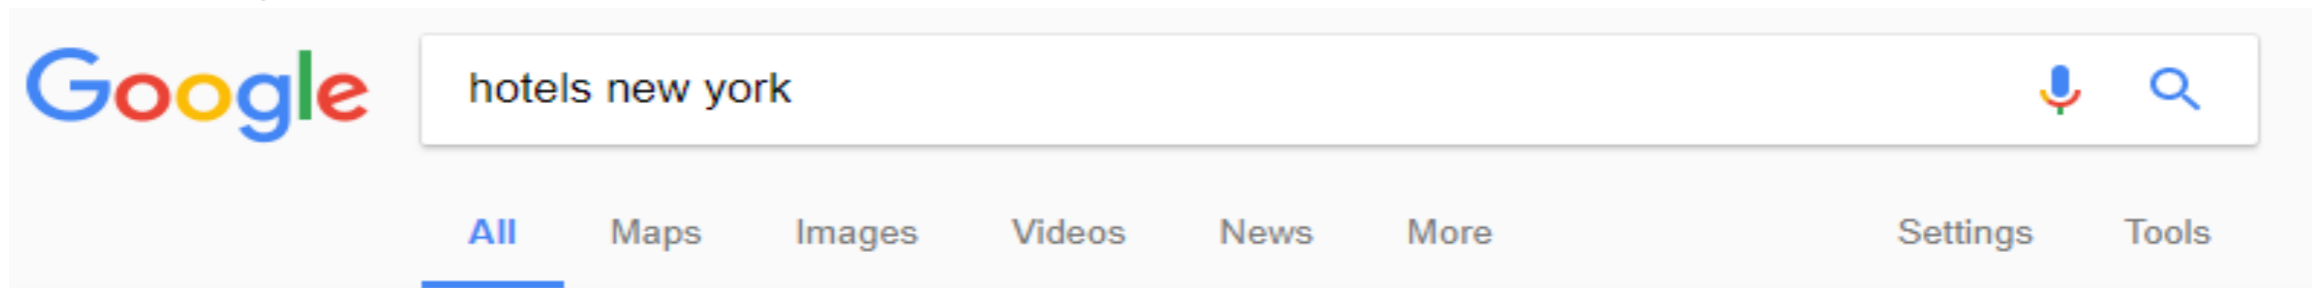 Google hotels new york
All Maps Images Videos News More Settings Tools